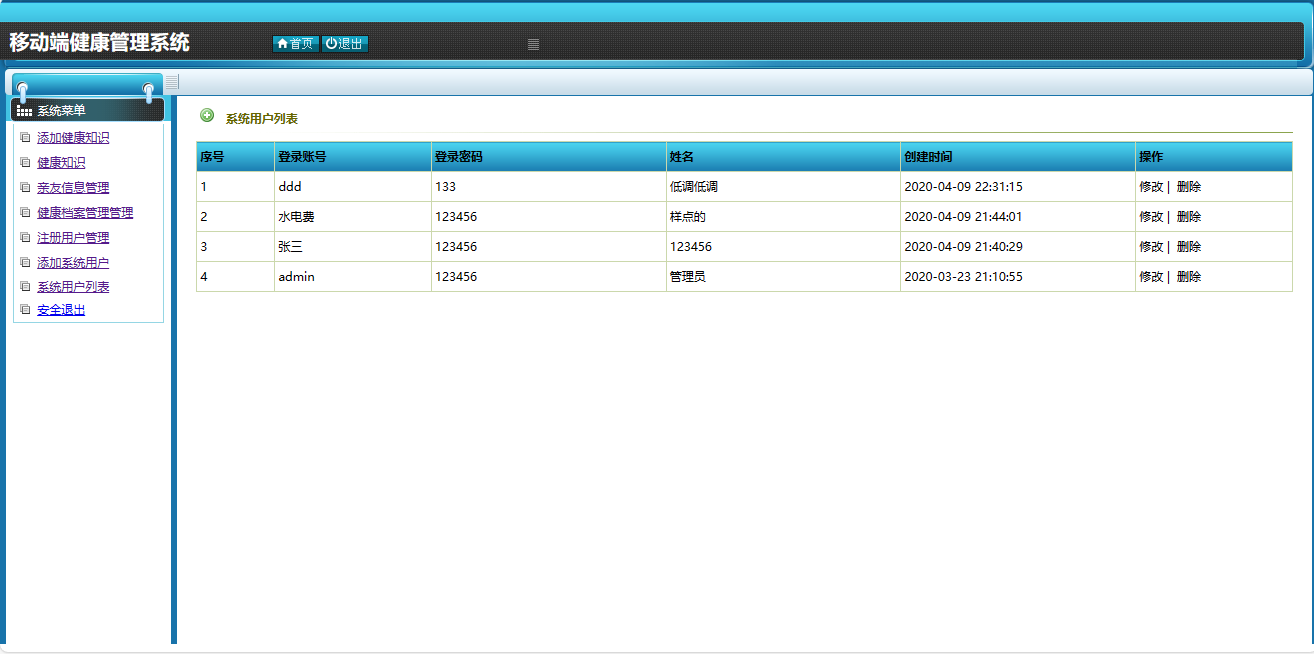 移动端健康管理系统 首页 退出
系统菜单
添加健康知识
健康知识
亲友信息管理
健康档案管理管理
注册用户管理
添加系统用户
系统用户列表
安全退出
系统用户列表
序号 登录账号 登录密码 姓名 创建时间 操作
1 ddd 133 低调低调 2020-04-09 22:31:15 修改 | 删除
2 水电费 123456 样点的 2020-04-09 21:44:01 修改 | 删除
3 张三 123456 123456 2020-04-09 21:40:29 修改 | 删除
4 admin 123456 管理员 2020-03-23 21:10:55 修改 | 删除